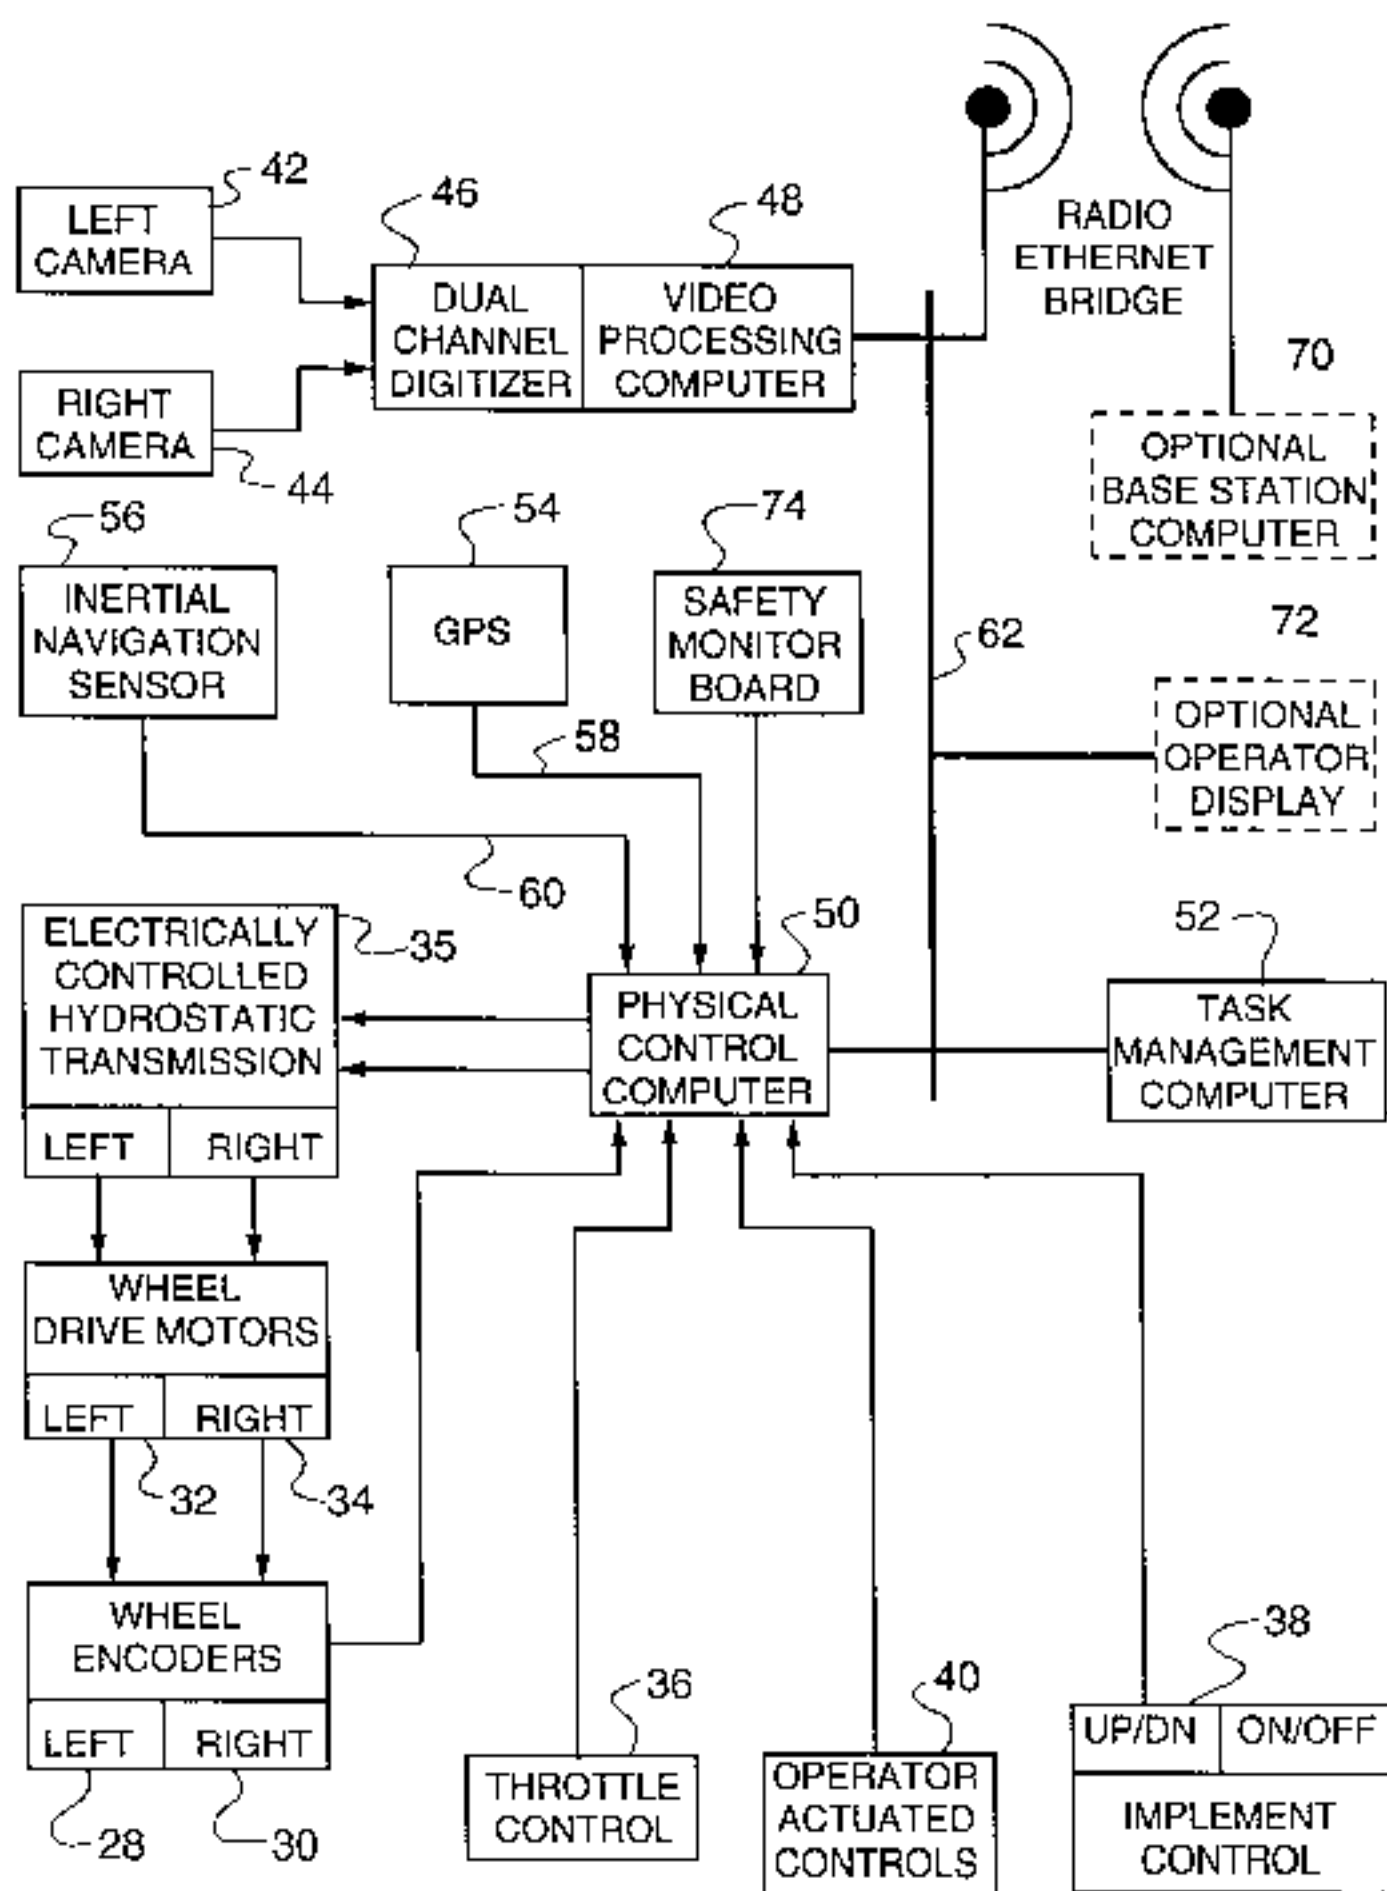 42
LEFT
CAMERA
46
DUAL
CHANNEL
DIGITIZER
48
VIDEO
PROCESSING
COMPUTER
RADIO
ETHERNET
BRIDGE
70
OPTIONAL
BASE STATION
COMPUTER
RIGHT
CAMERA
44
56
INERTIAL
NAVIGATION
SENSOR
54
GPS
74
SAFETY
MONITOR
BOARD
62
72
OPTIONAL
OPERATOR
DISPLAY
58
60
ELECTRICALLY
CONTROLLED
HYDROSTATIC
TRANSMISSION
35
LEFT
RIGHT
50
PHYSICAL
CONTROL
COMPUTER
52
TASK
MANAGEMENT
COMPUTER
WHEEL
DRIVE MOTORS
LEFT
RIGHT
32
34
WHEEL
ENCODERS
LEFT
RIGHT
28
30
36
THROTTLE
CONTROL
40
OPERATOR
ACTUATED
CONTROLS
38
UP/DN
ON/OFF
IMPLEMENT
CONTROL